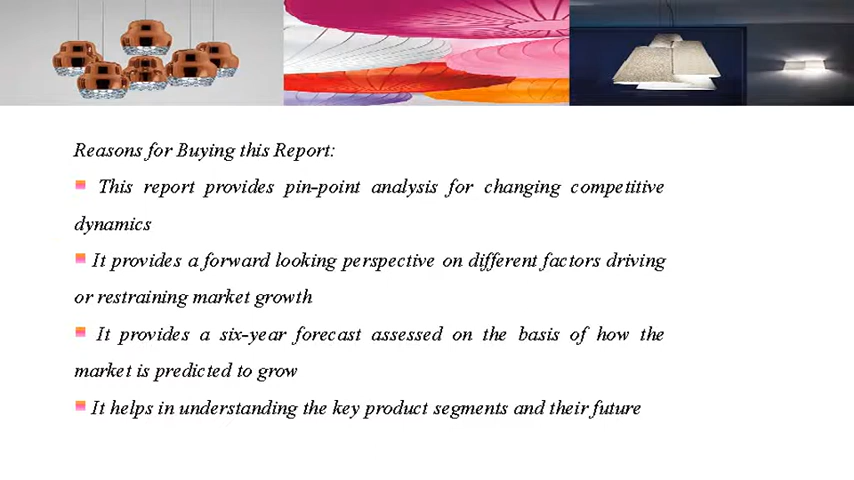 Reasons for Buying this Report:
This report provides pin-point analysis for changing competitive
dynamics
It provides a forward looking perspective on different factors driving
or restraining market growth
It provides a six-year forecast assessed on the basis of how the
market is predicted to grow
It helps in understanding the key product segments and their future